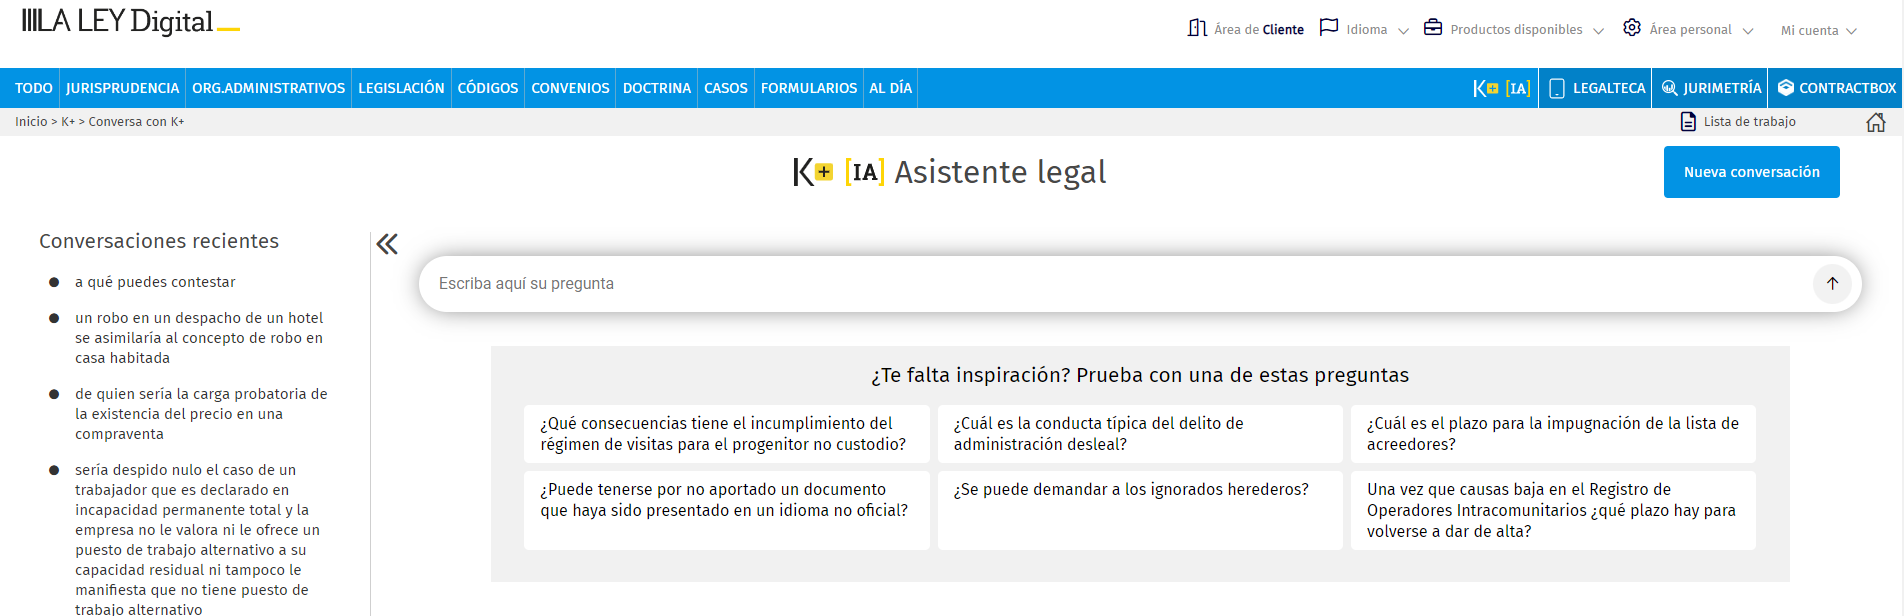 LA LEY Digital
Área de Cliente Idioma Productos disponibles Área personal Mi cuenta
TODO JURISPRUDENCIA ORG.ADMINISTRATIVOS LEGISLACIÓN CÓDIGOS CONVENIOS DOCTRINA CASOS FORMULARIOS AL DÍA K+ [IA] LEGALTECA JURIMETRÍA CONTRACTBOX
Inicio > K+ > Conversa con K+ Lista de trabajo
K+ [IA] Asistente legal
Nueva conversación
Conversaciones recientes
a qué puedes contestar
un robo en un despacho de un hotel
se asimilaría al concepto de robo en
casa habitada
de quien sería la carga probatoria de
la existencia del precio en una
compraventa
sería despido nulo el caso de un
trabajador que es declarado en
incapacidad permanente total y la
empresa no le valora ni le ofrece un
puesto de trabajo alternativo a su
capacidad residual ni tampoco le
manifiesta que no tiene puesto de
trabajo alternativo
Escriba aquí su pregunta
¿Te falta inspiración? Prueba con una de estas preguntas
¿Qué consecuencias tiene el incumplimiento del
régimen de visitas para el progenitor no custodio?
¿Cuál es la conducta típica del delito de
administración desleal?
¿Cuál es el plazo para la impugnación de la lista de
acreedores?
¿Puede tenerse por no aportado un documento
que haya sido presentado en un idioma no oficial?
¿Se puede demandar a los ignorados herederos?
Una vez que causas baja en el Registro de
Operadores Intracomunitarios ¿qué plazo hay para
volverse a dar de alta?